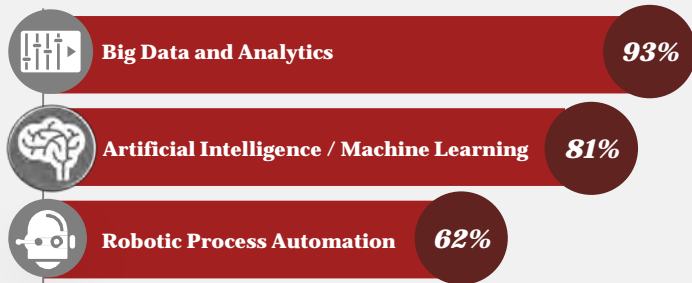 Big Data and Analytics 93%
Artificial Intelligence / Machine Learning 81%
Robotic Process Automation 62%